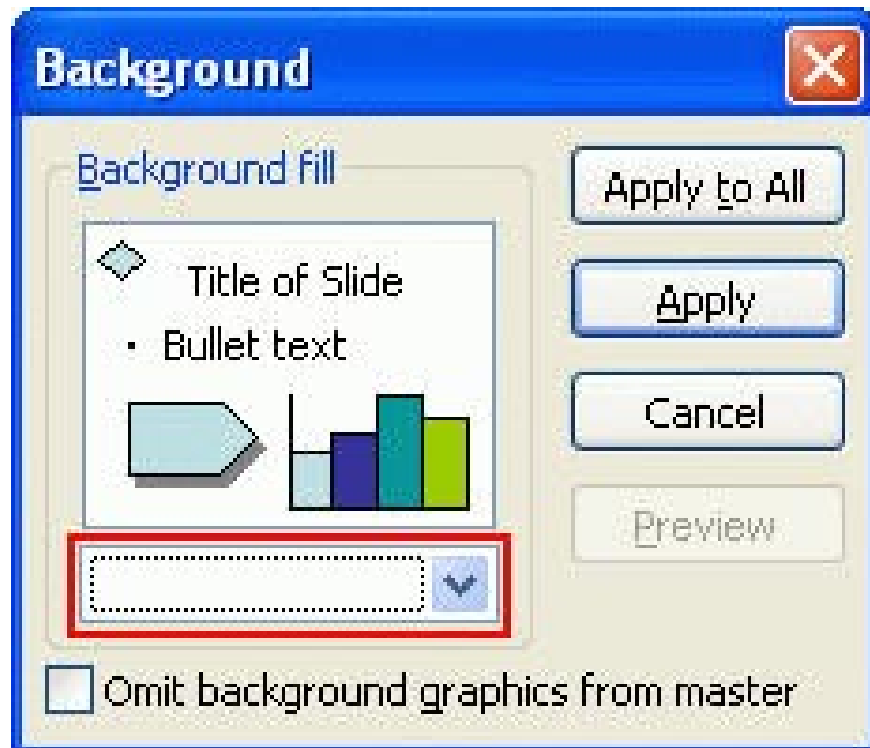 Background
Background fill
Title of Slide
· Bullet text
Apply to All
Apply
Cancel
Preview
Omit background graphics from master